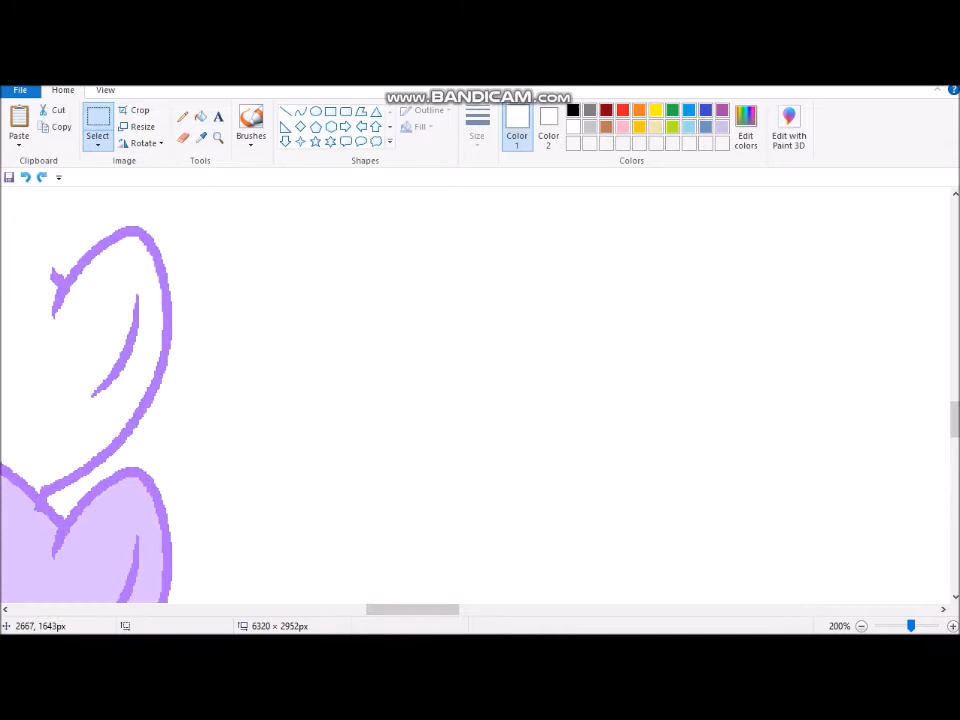 www.BANDICAM.com
File Home View
Cut
Copy
Paste
Clipboard
Crop
Resize
Rotate
Select
Image
A
Tools
Brushes
Outline
Fill
Shapes
Size
Color 1
Color 2
Edit colors
Colors
Edit with Paint 3D
2667, 1643px
6320 × 2952px
200%